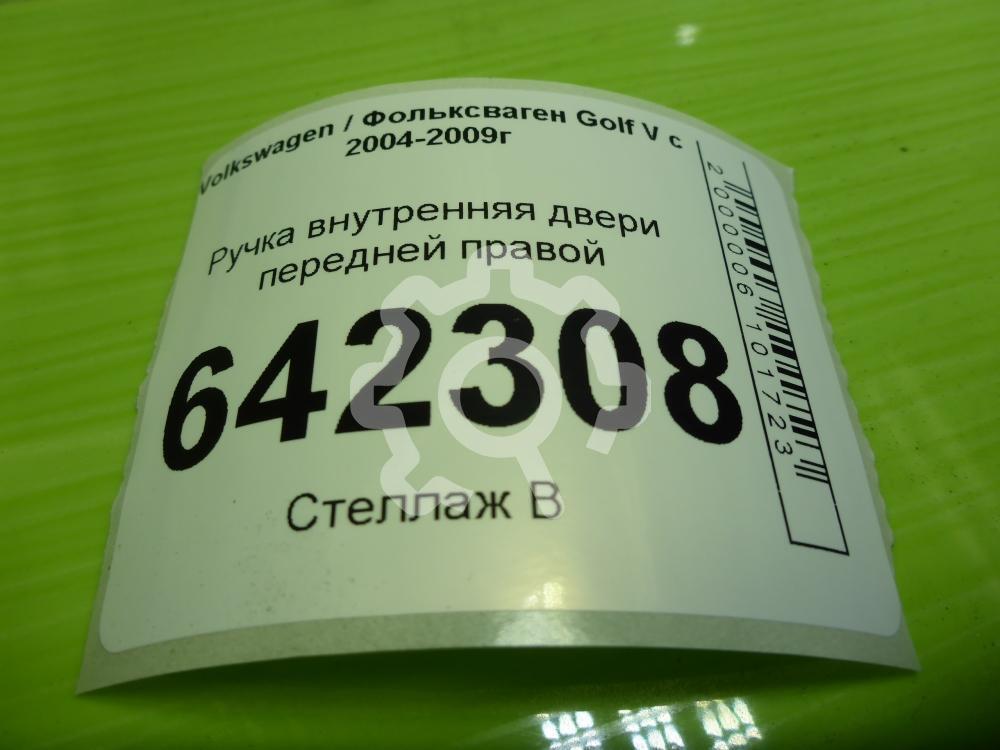 Volkswagen / Фольксваген Golf V с
2004-2009г
Ручка внутренняя двери
передней правой
642308
Стеллаж В
2000006101723